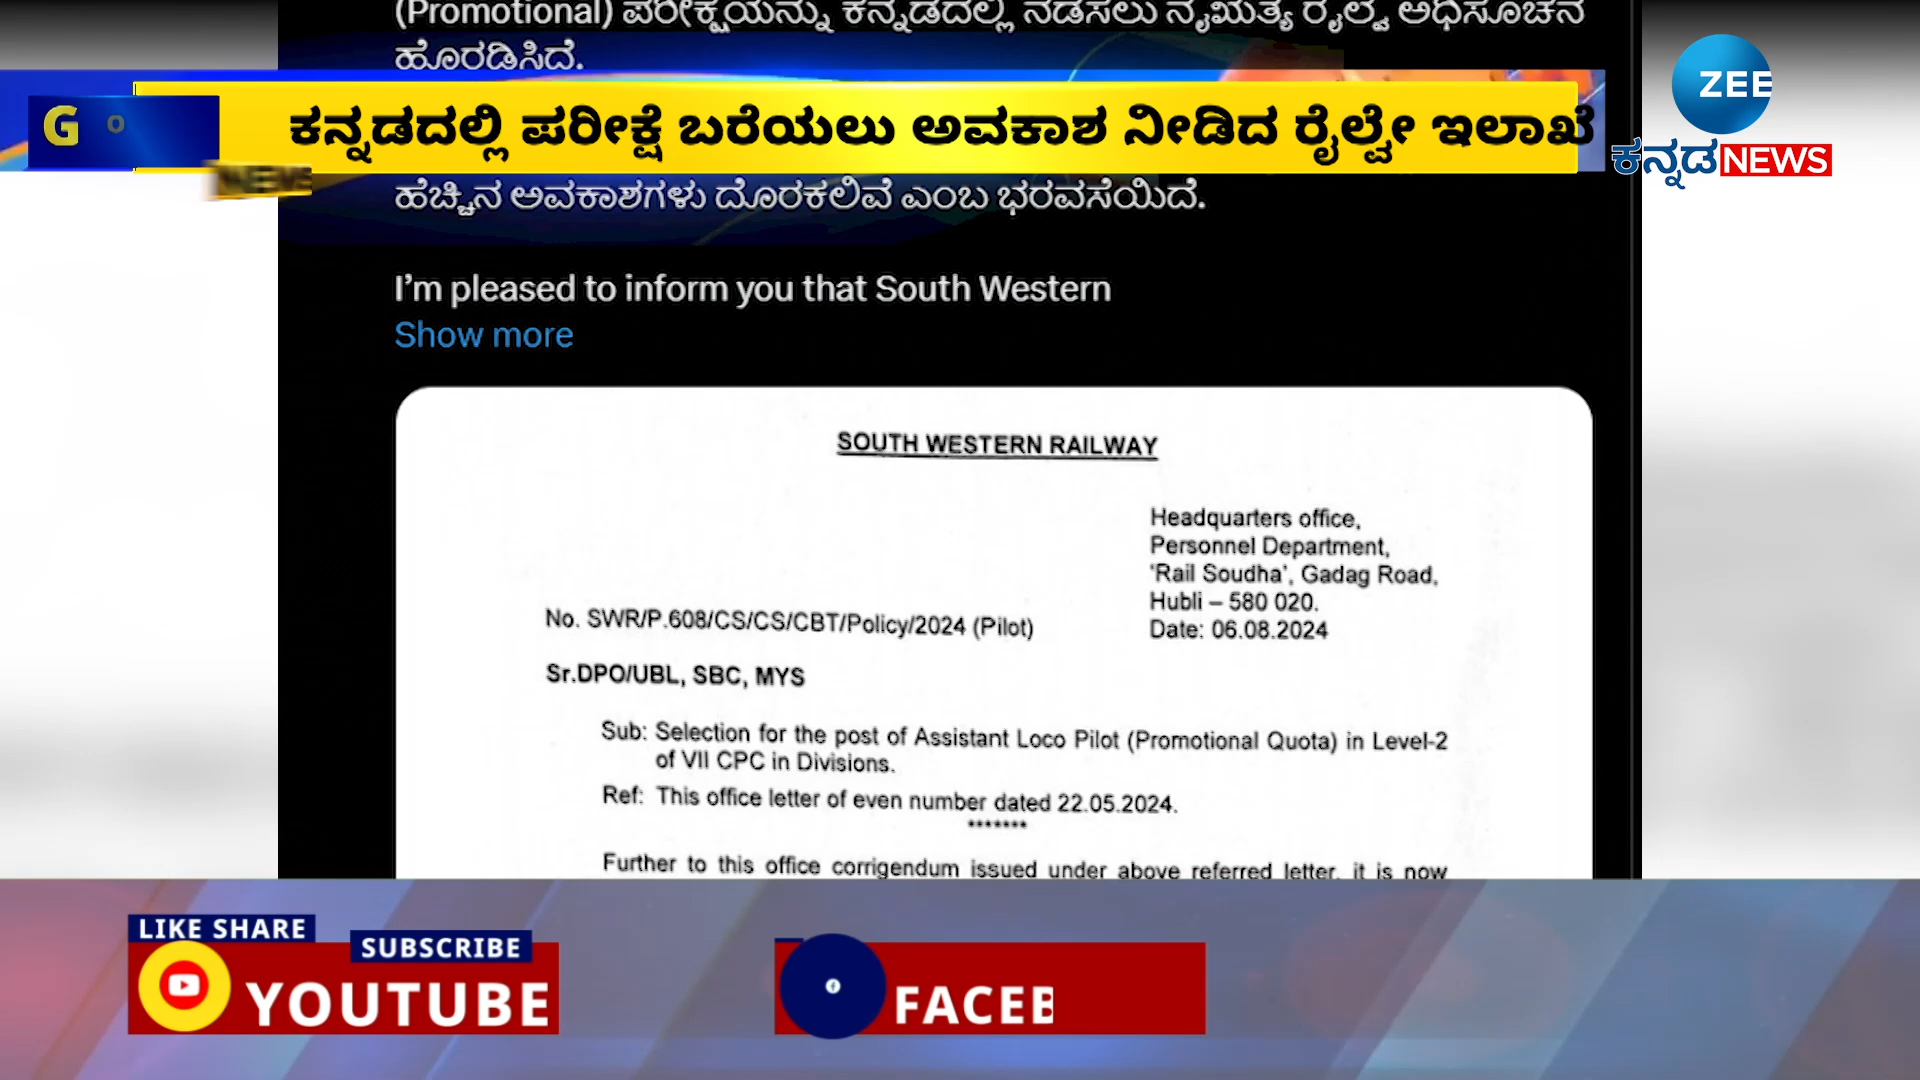 (Promotional) ಪರೀಕ್ಷೆಯನ್ನು ಕನ್ನಡದಲ್ಲಿ ನಡೆಸಲು ನೈಋತ್ಯ ರೈಲ್ವೆ ಅಧಿಸೂಚನೆ
ಹೊರಡಿಸಿದೆ.
G
NEWS
ಕನ್ನಡದಲ್ಲಿ ಪರೀಕ್ಷೆ ಬರೆಯಲು ಅವಕಾಶ ನೀಡಿದ ರೈಲ್ವೇ ಇಲಾಖೆ
ZEE
ಕನ್ನಡ NEWS
ಹೆಚ್ಚಿನ ಅವಕಾಶಗಳು ದೊರಕಲಿವೆ ಎಂಬ ಭರವಸೆಯಿದೆ.
I'm pleased to inform you that South Western
Show more
SOUTH WESTERN RAILWAY
Headquarters office,
Personnel Department,
'Rail Soudha', Gadag Road,
Hubli – 580 020.
Date: 06.08.2024
No. SWR/P.608/CS/CS/CBT/Policy/2024 (Pilot)
Sr.DPO/UBL, SBC, MYS
Sub: Selection for the post of Assistant Loco Pilot (Promotional Quota) in Level-2
of VII CPC in Divisions.
Ref: This office letter of even number dated 22.05.2024.
*******
Further to this office corrigendum issued under above referred letter, it is now
LIKE SHARE
SUBSCRIBE
YOUTUBE
FACEB